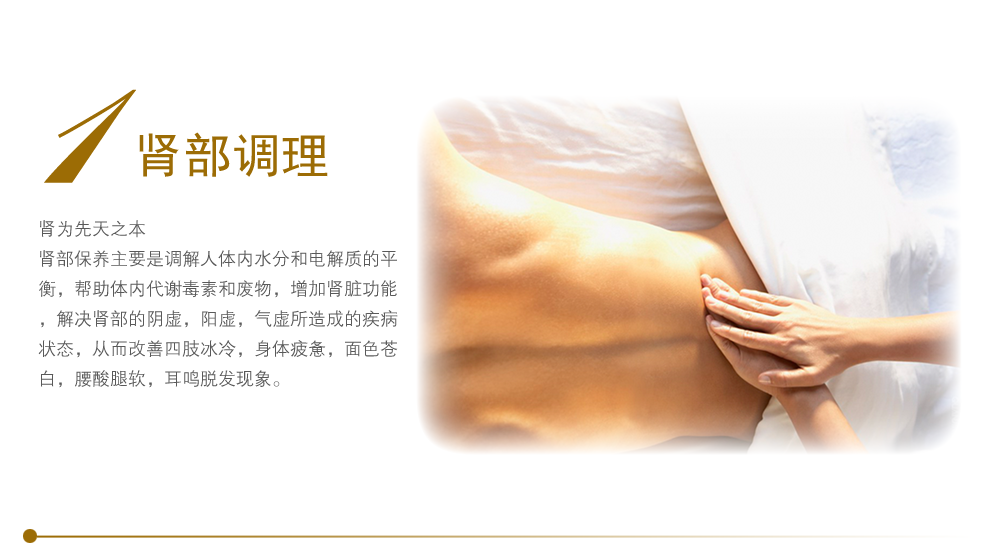 1 肾部调理
肾为先天之本
肾部保养主要是调解人体内水分和电解质的平
衡，帮助体内代谢毒素和废物，增加肾脏功能
，解决肾部的阴虚，阳虚，气虚所造成的疾病
状态，从而改善四肢冰冷，身体疲惫，面色苍
白，腰酸腿软，耳鸣脱发现象。